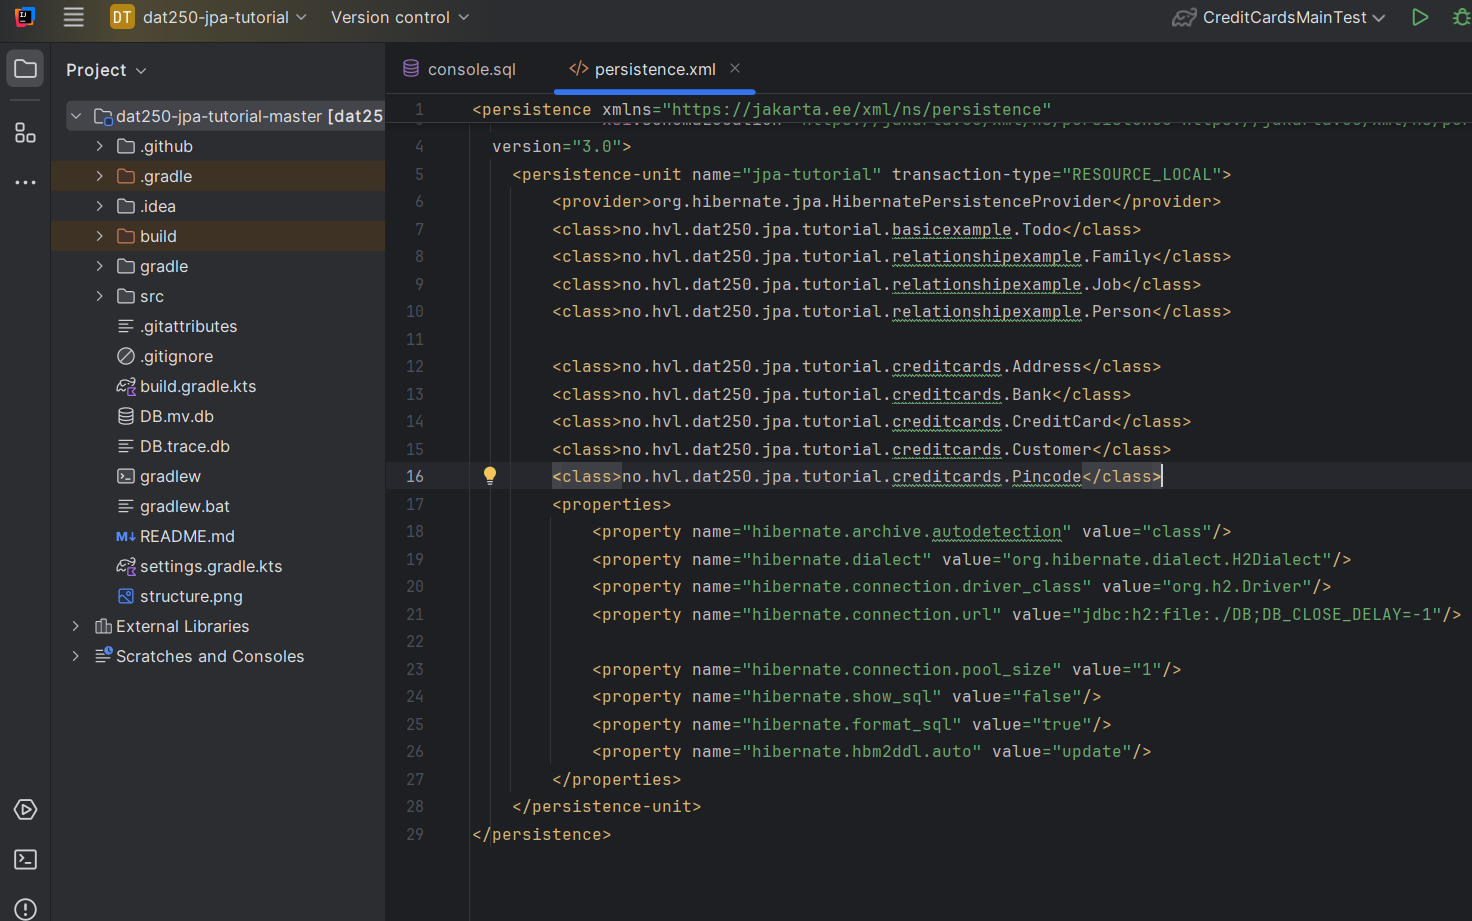 DT dat250-jpa-tutorial Version control CreditCardsMainTest
Project
console.sql persistence.xml
dat250-jpa-tutorial-master [dat25
.github
.gradle
.idea
build
gradle
src
.gitattributes
.gitignore
build.gradle.kts
DB.mv.db
DB.trace.db
gradlew
gradlew.bat
README.md
settings.gradle.kts
structure.png
External Libraries
Scratches and Consoles
1 <persistence xmlns="https://jakarta.ee/xml/ns/persistence"
4 version="3.0">
5 <persistence-unit name="jpa-tutorial" transaction-type="RESOURCE_LOCAL">
6 <provider>org.hibernate.jpa.HibernatePersistenceProvider</provider>
7 <class>no.hvl.dat250.jpa.tutorial.basicexample.Todo</class>
8 <class>no.hvl.dat250.jpa.tutorial.relationshipexample.Family</class>
9 <class>no.hvl.dat250.jpa.tutorial.relationshipexample.Job</class>
10 <class>no.hvl.dat250.jpa.tutorial.relationshipexample.Person</class>
11
12 <class>no.hvl.dat250.jpa.tutorial.creditcards.Address</class>
13 <class>no.hvl.dat250.jpa.tutorial.creditcards.Bank</class>
14 <class>no.hvl.dat250.jpa.tutorial.creditcards.CreditCard</class>
15 <class>no.hvl.dat250.jpa.tutorial.creditcards.Customer</class>
16 <class>no.hvl.dat250.jpa.tutorial.creditcards.Pincode</class>
17 <properties>
18 <property name="hibernate.archive.autodetection" value="class"/>
19 <property name="hibernate.dialect" value="org.hibernate.dialect.H2Dialect"/>
20 <property name="hibernate.connection.driver_class" value="org.h2.Driver"/>
21 <property name="hibernate.connection.url" value="jdbc:h2:file:./DB;DB_CLOSE_DELAY=-1"/>
22
23 <property name="hibernate.connection.pool_size" value="1"/>
24 <property name="hibernate.show_sql" value="false"/>
25 <property name="hibernate.format_sql" value="true"/>
26 <property name="hibernate.hbm2ddl.auto" value="update"/>
27 </properties>
28 </persistence-unit>
29 </persistence>